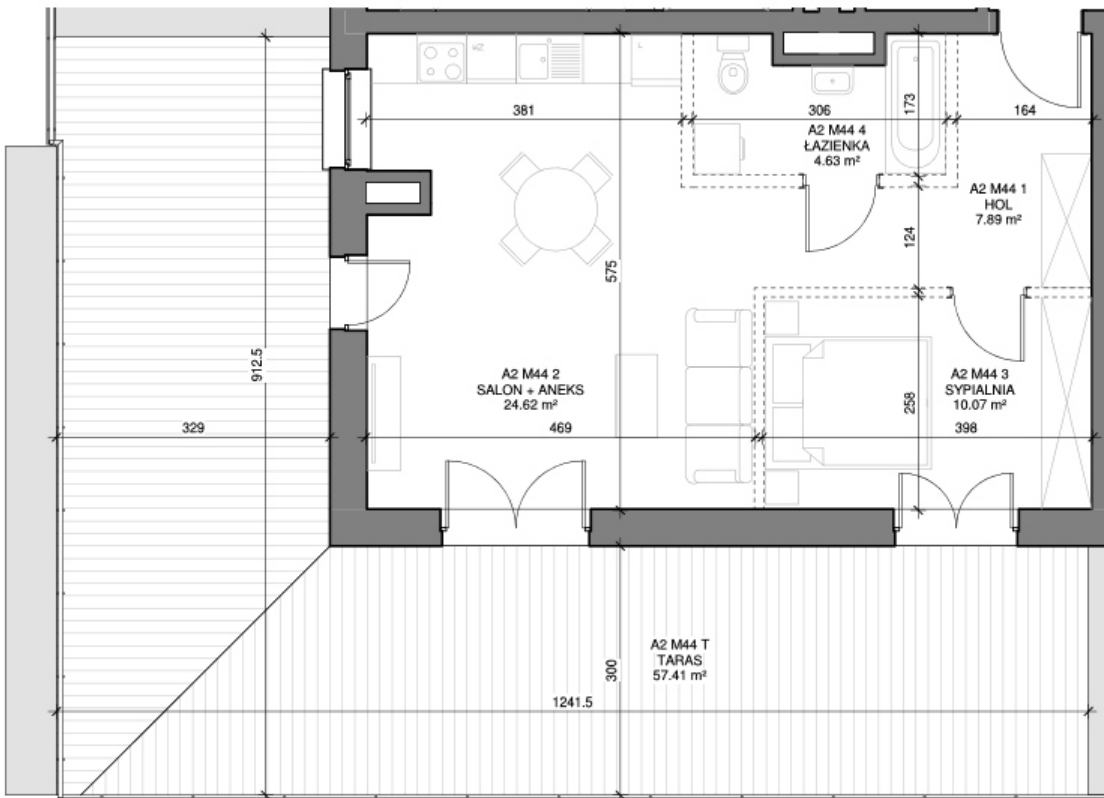 WZ
L
381
306
173
164
A2 M44 4
ŁAZIENKA
4.63 m²
A2 M44 1
HOL
7.89 m²
124
575
912.5
A2 M44 2
SALON + ANEKS
24.62 m²
A2 M44 3
SYPIALNIA
10.07 m²
258
329
469
398
A2 M44 T
TARAS
57.41 m²
300
1241.5